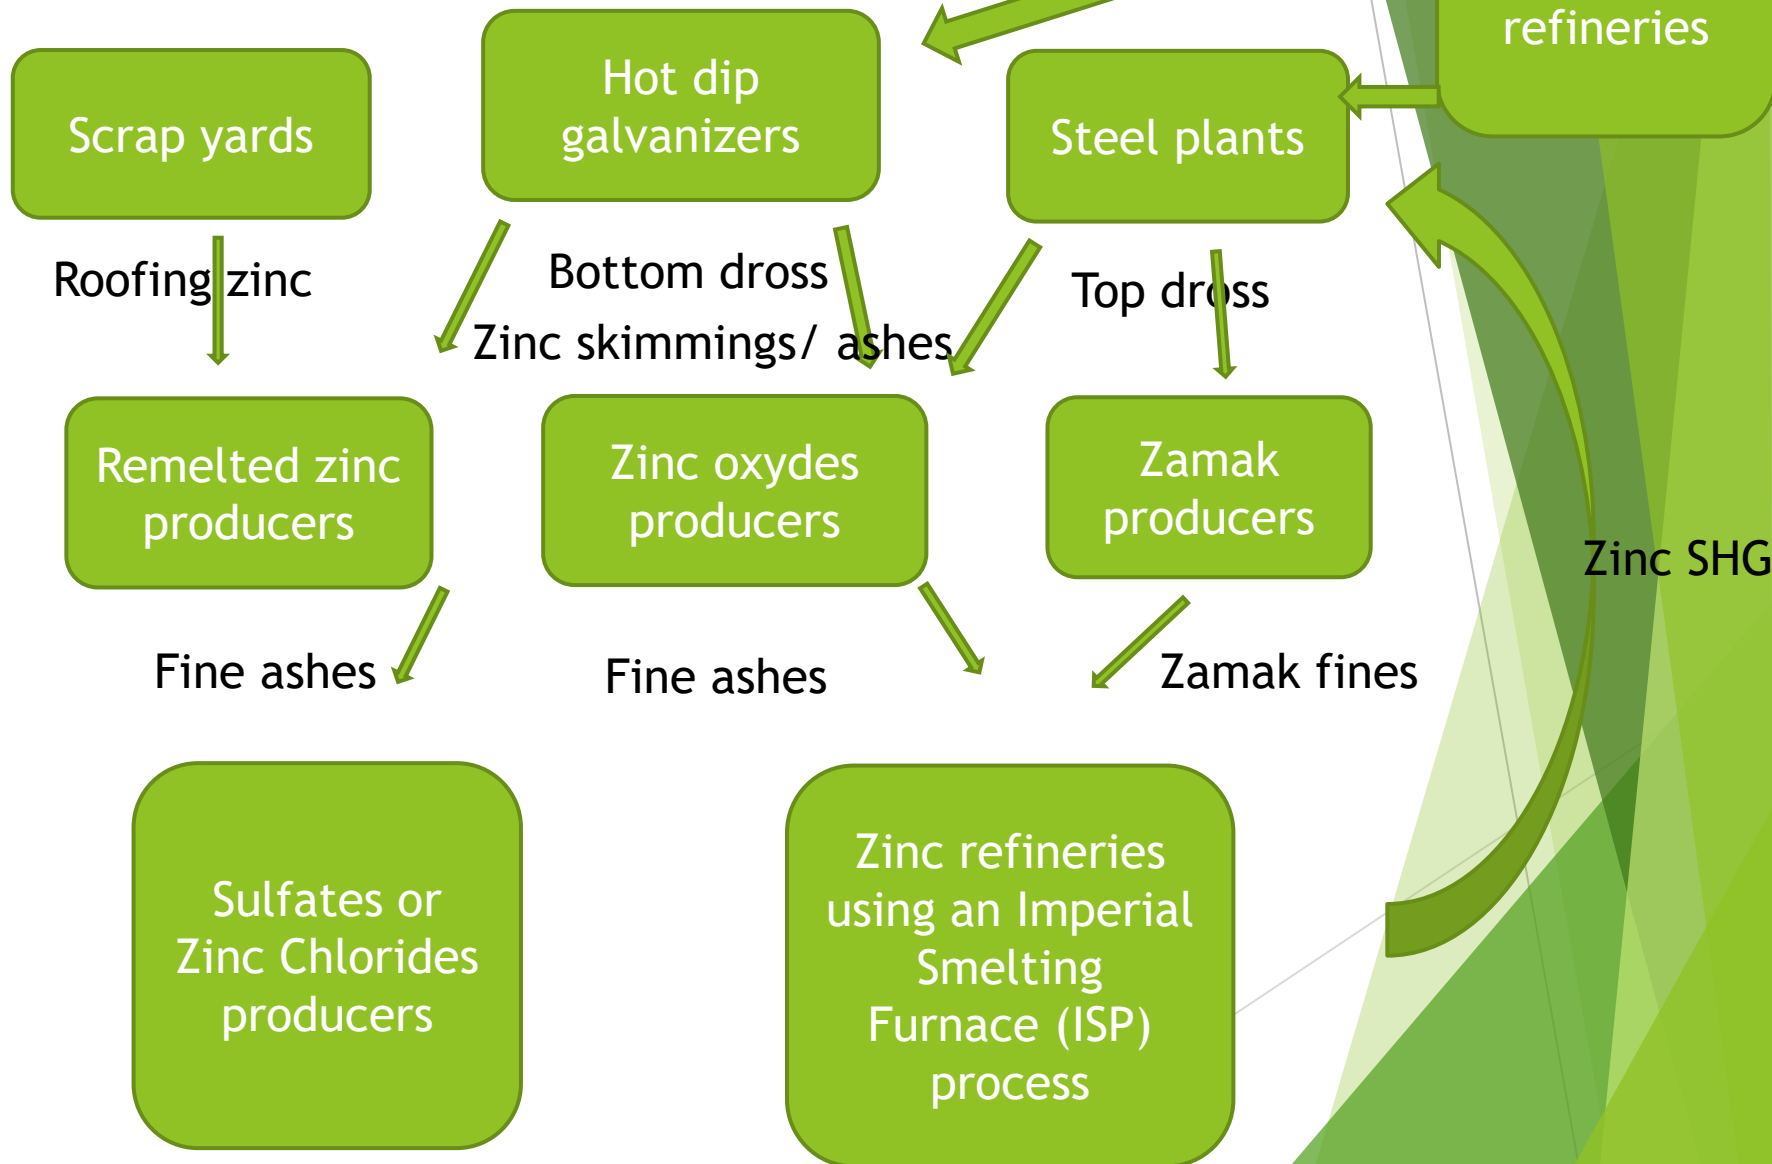 refineries
Scrap yards
Hot dip
galvanizers
Steel plants
Roofing zinc
Bottom dross
Top dross
Zinc skimmings/ ashes
Remelted zinc
producers
Zinc oxydes
producers
Zamak
producers
Zinc SHG
Fine ashes
Fine ashes
Zamak fines
Sulfates or
Zinc Chlorides
producers
Zinc refineries
using an Imperial
Smelting
Furnace (ISP)
process